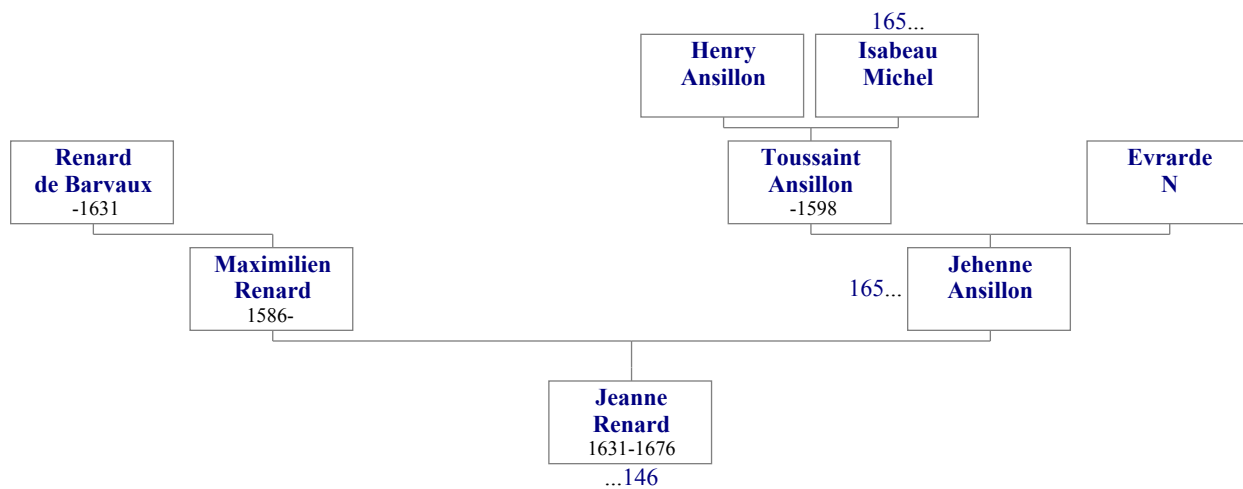 165...
Henry
Ansillon
Isabeau
Michel
Renard
de Barvaux
-1631
Toussaint
Ansillon
-1598
Evrarde
N
Maximilien
Renard
1586-
165...
Jehenne
Ansillon
Jeanne
Renard
1631-1676
...146